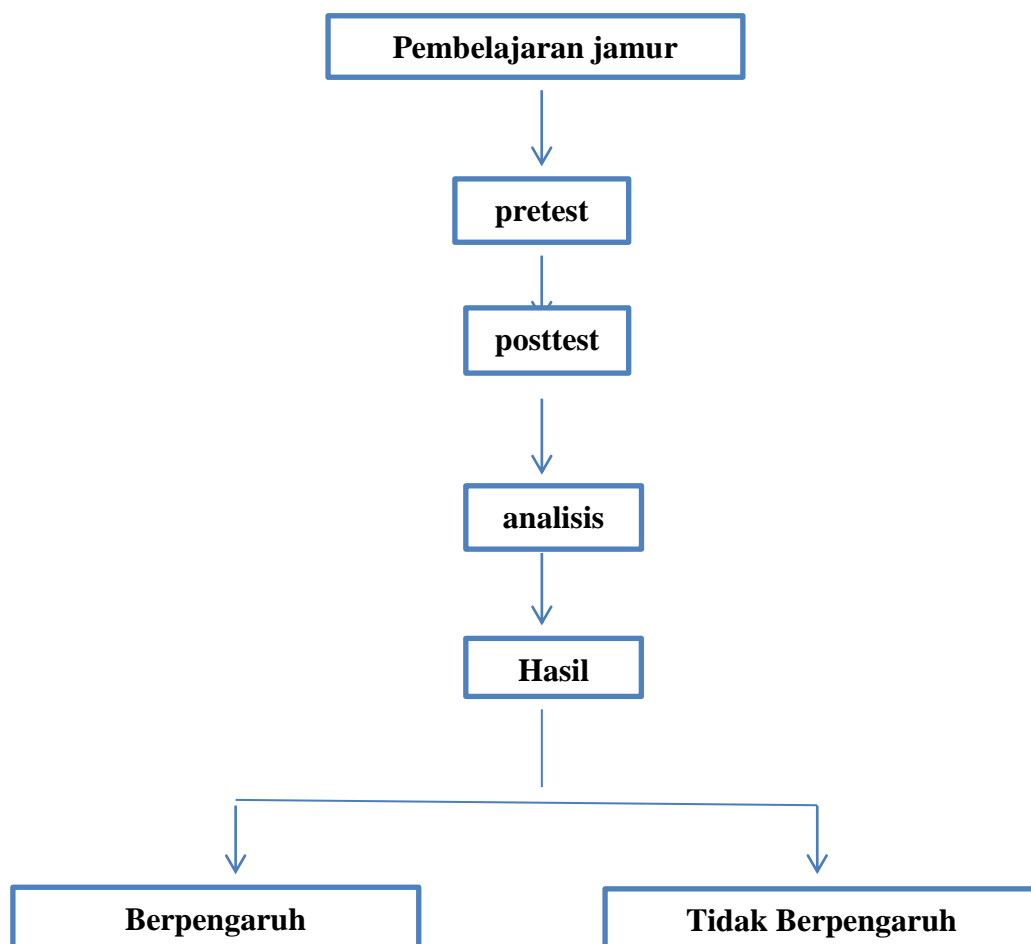 Pembelajaran jamur
pretest
posttest
analisis
Hasil
Berpengaruh
Tidak Berpengaruh